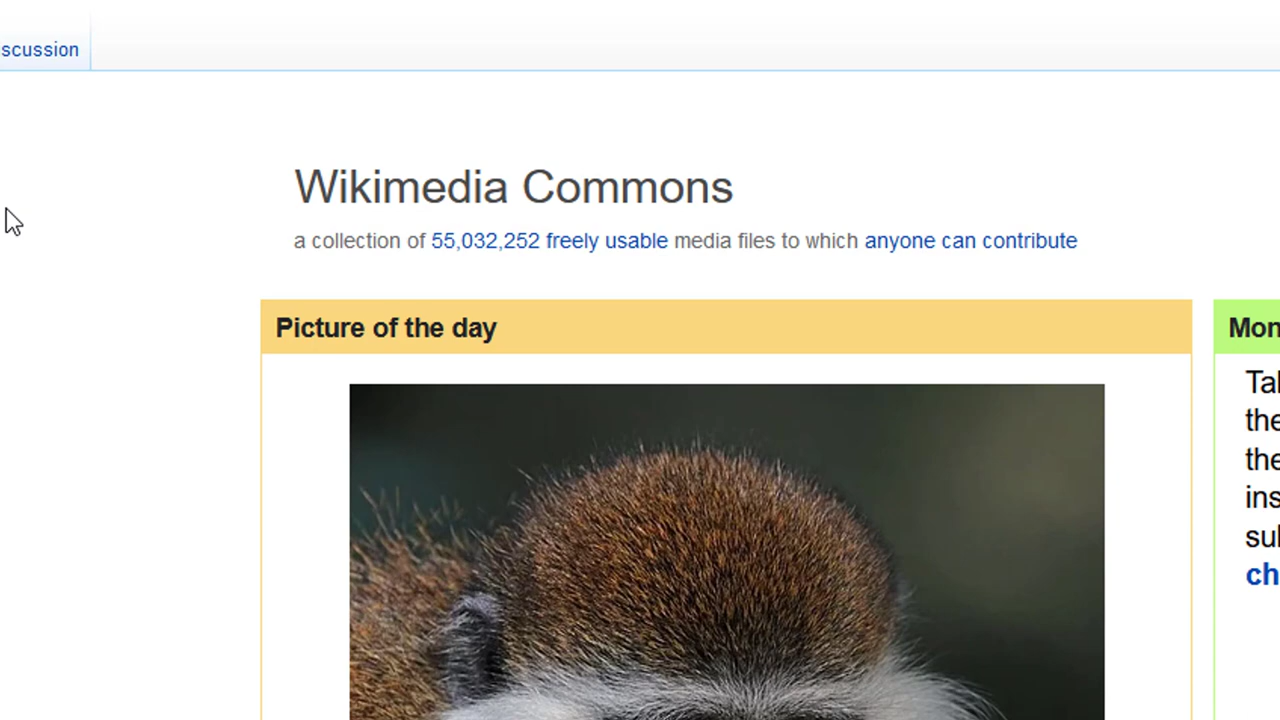 scussion
Wikimedia Commons
a collection of 55,032,252 freely usable media files to which anyone can contribute
Picture of the day
Mon
Tal
the
the
ins
sul
ch